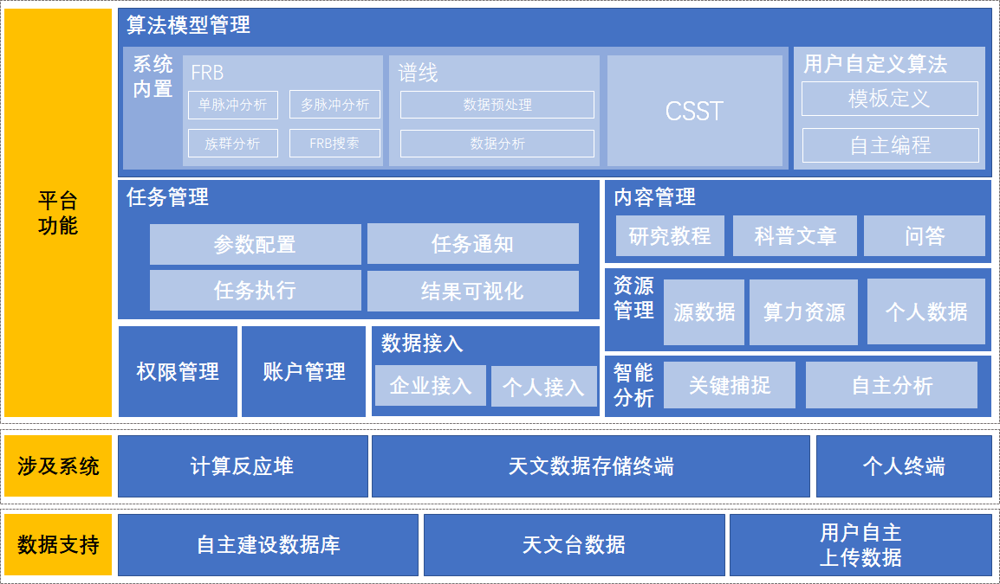 平台
功能
算法模型管理
系统
内置
FRB
单脉冲分析
多脉冲分析
族群分析
FRB搜索
谱线
数据预处理
数据分析
CSST
用户自定义算法
模板定义
自主编程
任务管理
参数配置
任务通知
任务执行
结果可视化
内容管理
研究教程
科普文章
问答
资源
管理
源数据
算力资源
个人数据
权限管理
账户管理
数据接入
企业接入
个人接入
智能
分析
关键捕捉
自主分析
涉及系统
计算反应堆
天文数据存储终端
个人终端
数据支持
自主建设数据库
天文台数据
用户自主
上传数据